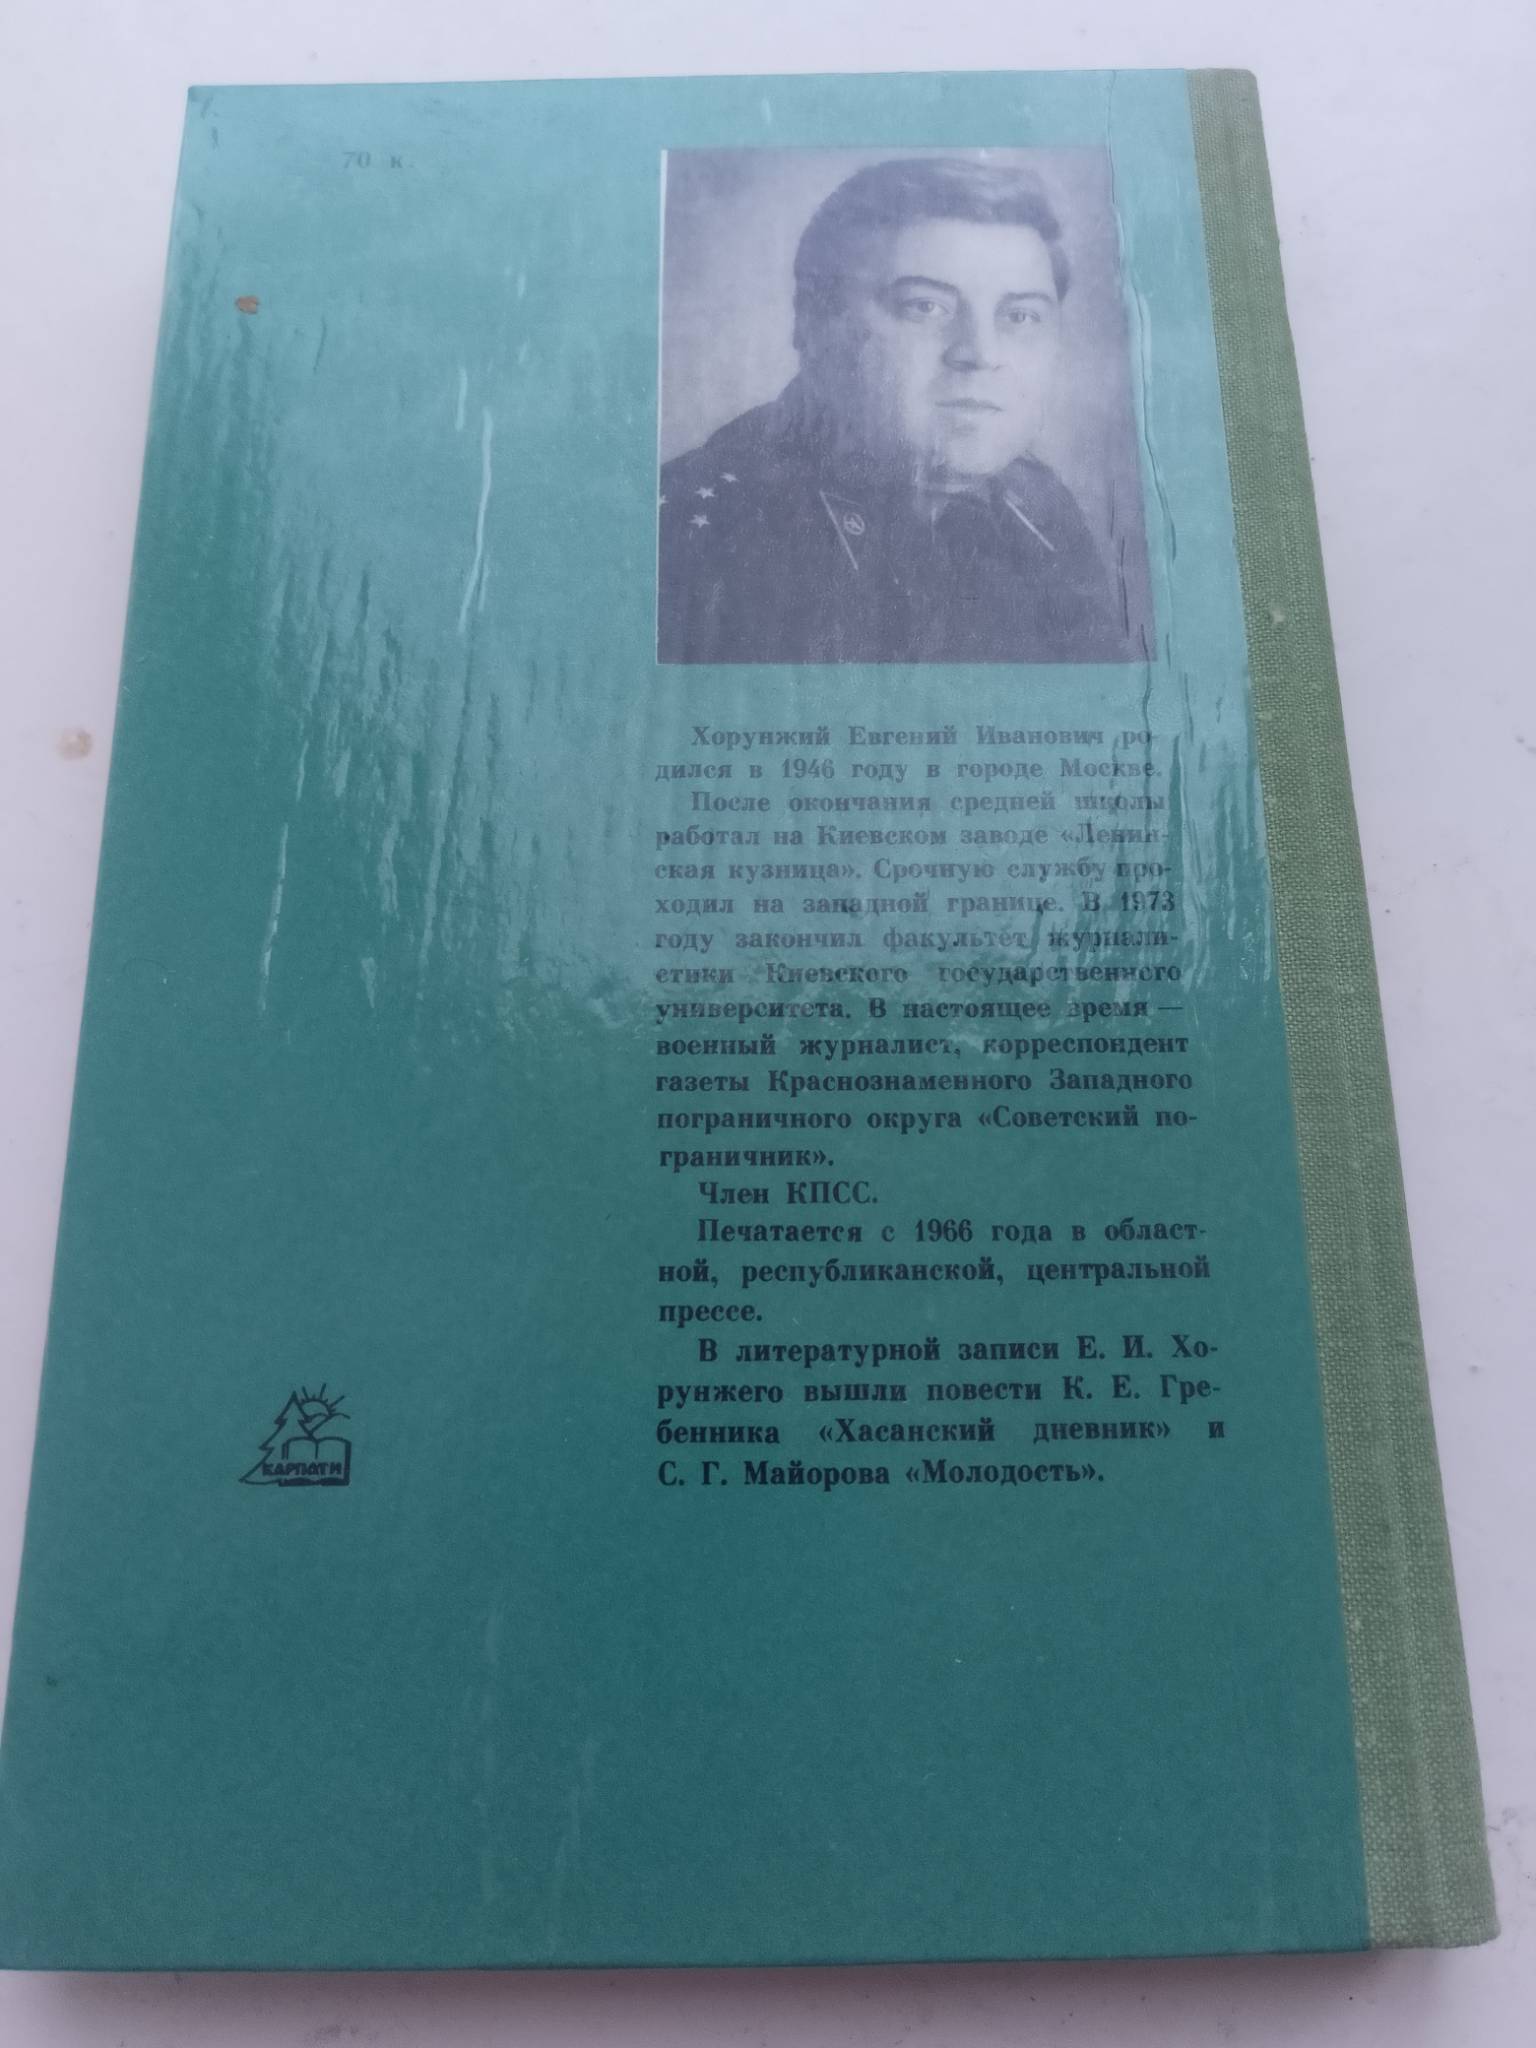 70 к.
Хорунжий Евгений Иванович ро-
дился в 1946 году в городе Москве.
После окончания средней школы
работал на Киевском заводе «Ленин-
ская кузница». Срочную службу про-
ходил на западной границе. В 1973
году закончил факультет журнали-
стики Киевского государственного
университета. В настоящее время —
военный журналист, корреспондент
газеты Краснознаменного Западного
пограничного округа «Советский по-
граничник».
Член КПСС.
Печатается с 1966 года в област-
ной, республиканской, центральной
прессе.
В литературной записи Е. И. Хо-
рунжего вышли повести К. Е. Гре-
бенника «Хасанский дневник» и
С. Г. Майорова «Молодость».
КАРПАТИ